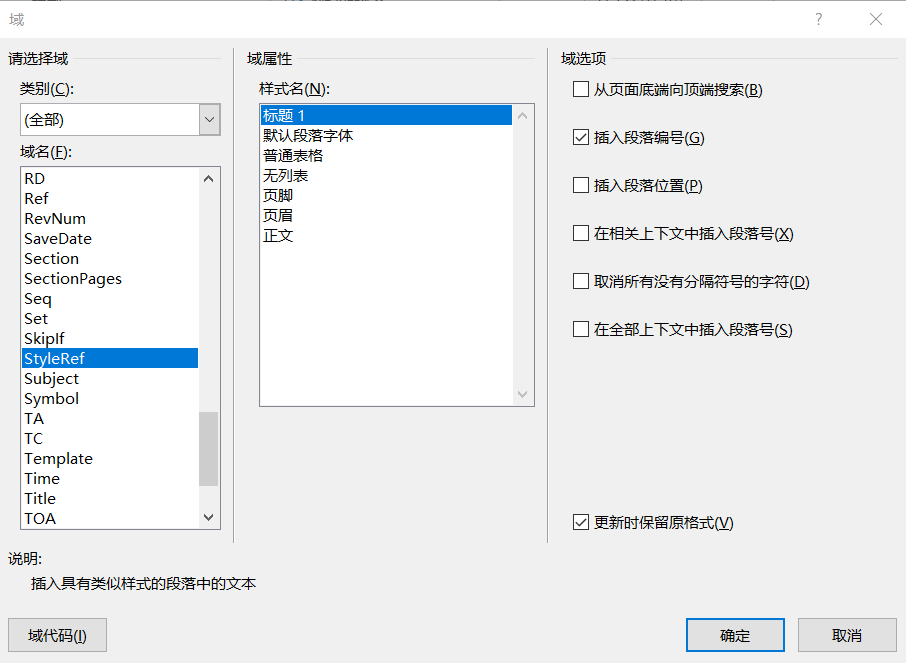 域
?
请选择域
类别(C):
(全部)
域名(F):
RD
Ref
RevNum
SaveDate
Section
SectionPages
Seq
Set
SkipIf
StyleRef
Subject
Symbol
TA
TC
Template
Time
Title
TOA
域属性
样式名(N):
标题 1
默认段落字体
普通表格
无列表
页脚
页眉
正文
域选项
从页面底端向顶端搜索(B)
插入段落编号(G)
插入段落位置(P)
在相关上下文中插入段落号(X)
取消所有没有分隔符号的字符(D)
在全部上下文中插入段落号(S)
更新时保留原格式(V)
说明:
插入具有类似样式的段落中的文本
域代码(I)
确定
取消